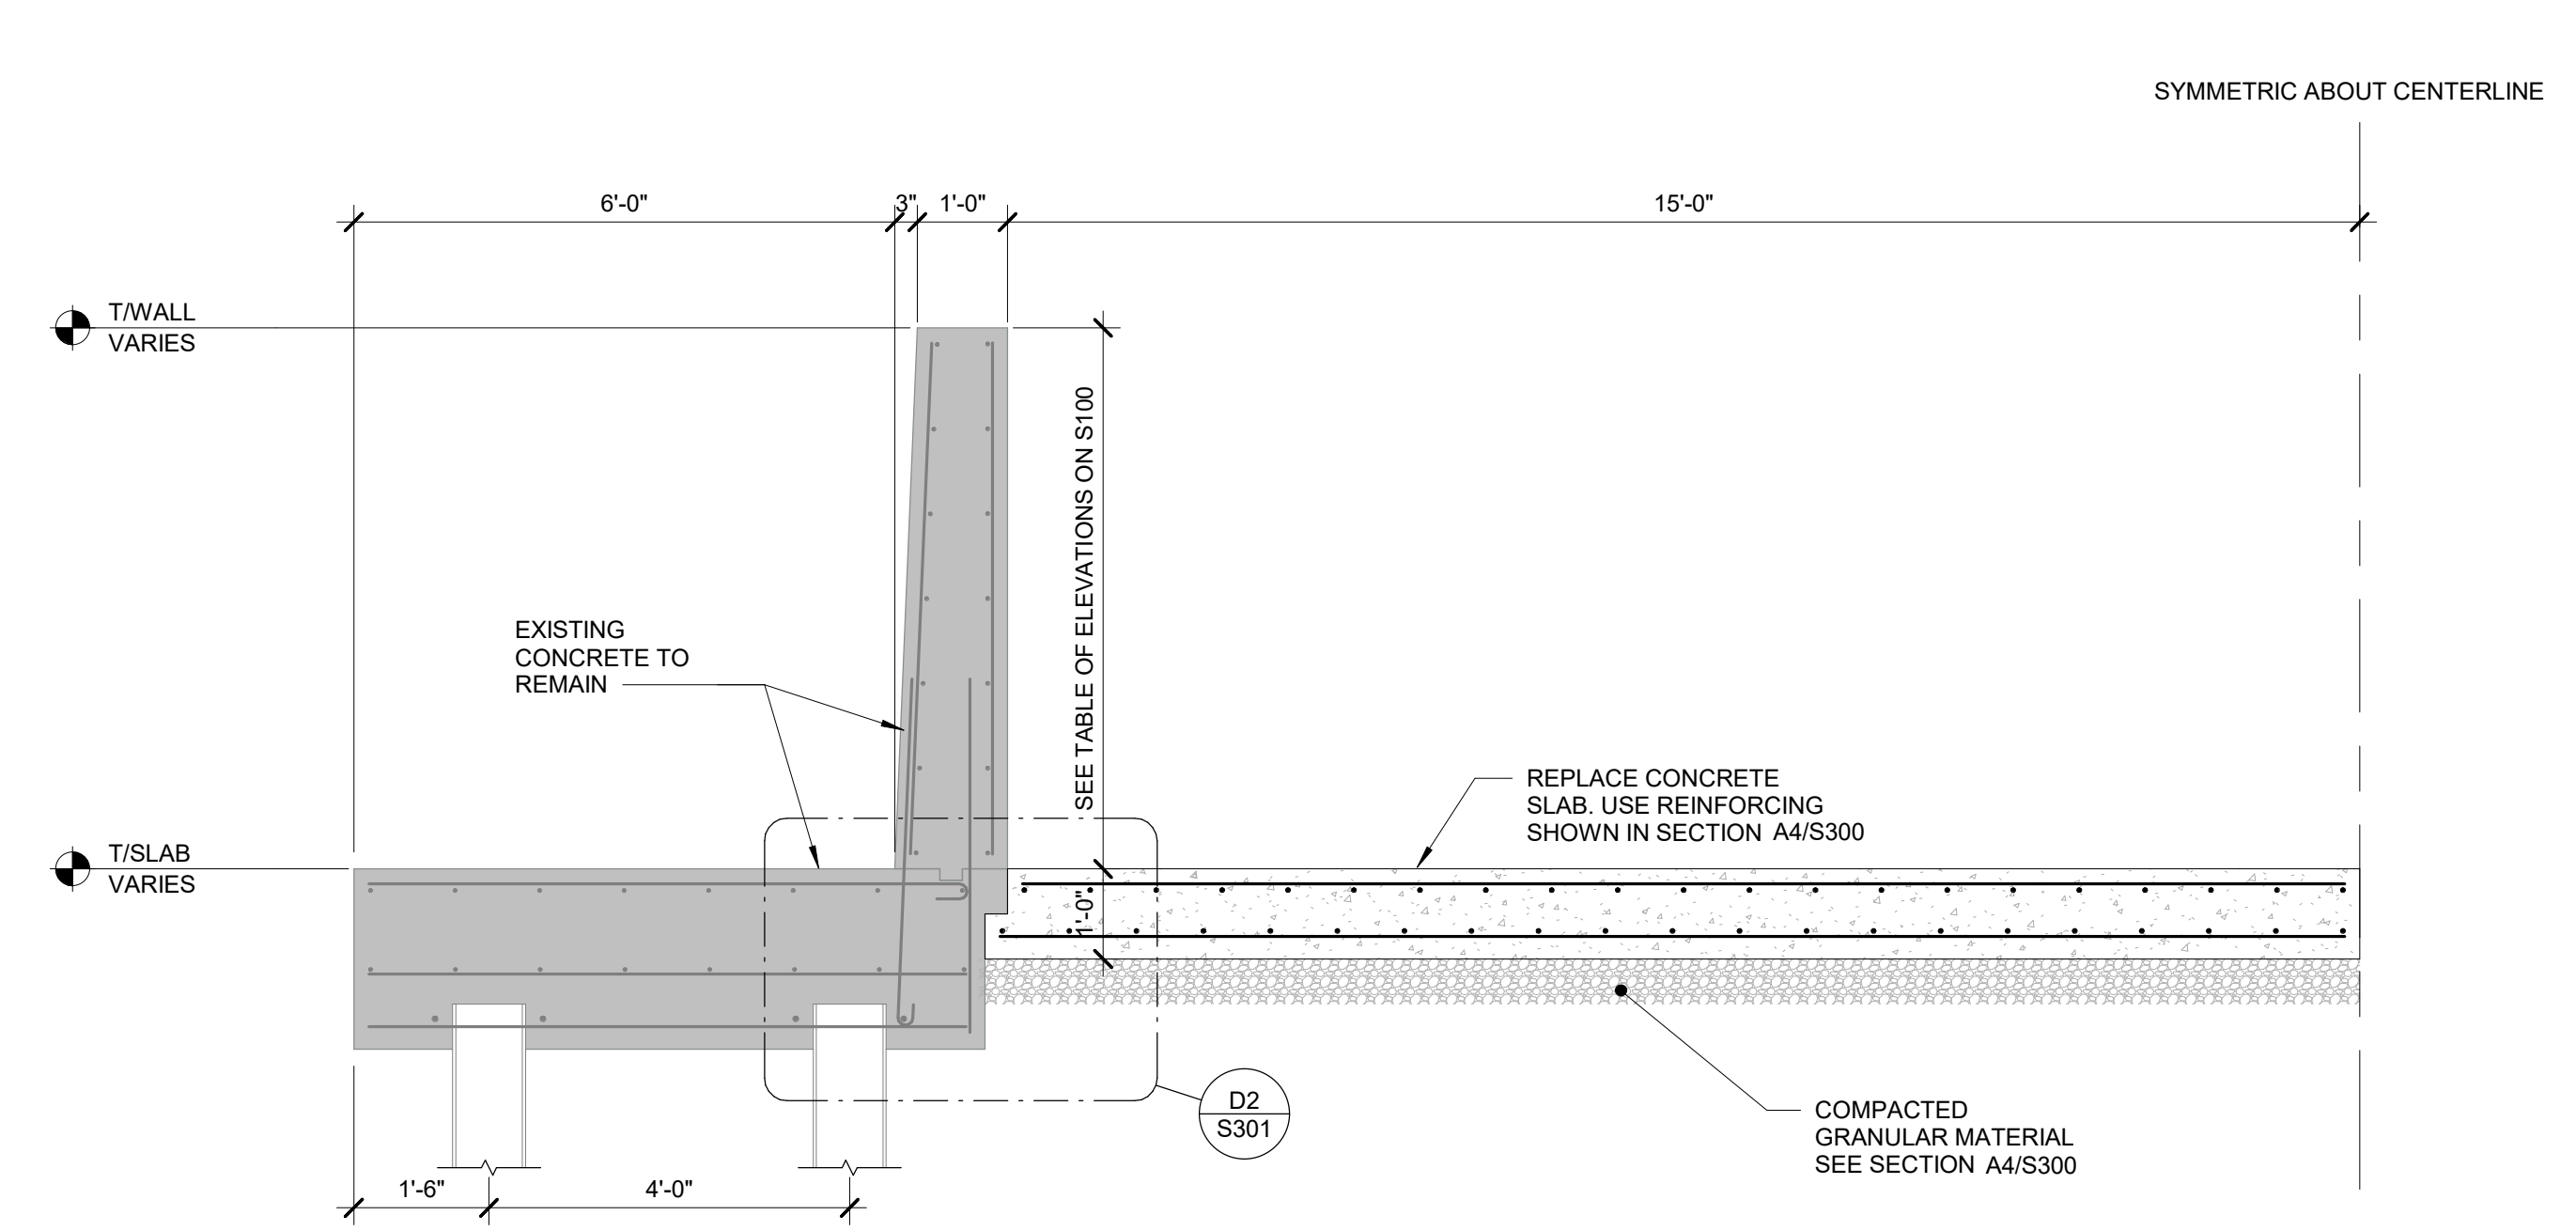 SYMMETRIC ABOUT CENTERLINE
6'-0"
3"
1'-0"
15'-0"
T/WALL
VARIES
SEE TABLE OF ELEVATIONS ON S100
EXISTING
CONCRETE TO
REMAIN
REPLACE CONCRETE
SLAB. USE REINFORCING
SHOWN IN SECTION A4/S300
T/SLAB
VARIES
1'-0"
D2
S301
COMPACTED
GRANULAR MATERIAL
SEE SECTION A4/S300
1'-6"
4'-0"